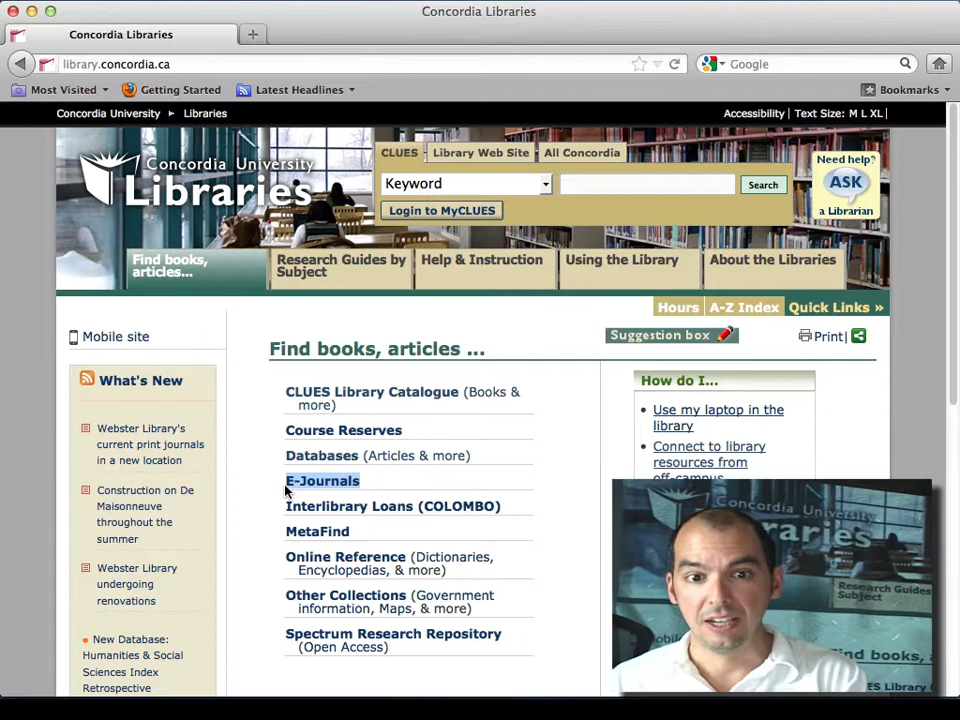 Concordia Libraries
Concordia Libraries
library.concordia.ca
Google
Most Visited
Getting Started
Latest Headlines
Bookmarks
Concordia University ► Libraries
Accessibility | Text Size: M L XL |
Concordia University
Libraries
CLUES
Library Web Site
All Concordia
Keyword
Search
Login to MyCLUES
Need help?
ASK
a Librarian
Find books,
articles...
Research Guides by
Subject
Help & Instruction
Using the Library
About the Libraries
Hours
A-Z Index
Quick Links »
Mobile site
Suggestion box
Print|
Find books, articles ...
What's New
Webster Library's
current print journals
in a new location
Construction on De
Maisonneuve
throughout the
summer
Webster Library
undergoing
renovations
New Database:
Humanities & Social
Sciences Index
Retrospective
CLUES Library Catalogue (Books &
more)
Course Reserves
Databases (Articles & more)
E-Journals
Interlibrary Loans (COLOMBO)
MetaFind
Online Reference (Dictionaries,
Encyclopedias, & more)
Other Collections (Government
information, Maps, & more)
Spectrum Research Repository
(Open Access)
How do I...
Use my laptop in the
library
Connect to library
resources from
off-campus
Research Guides
Subject